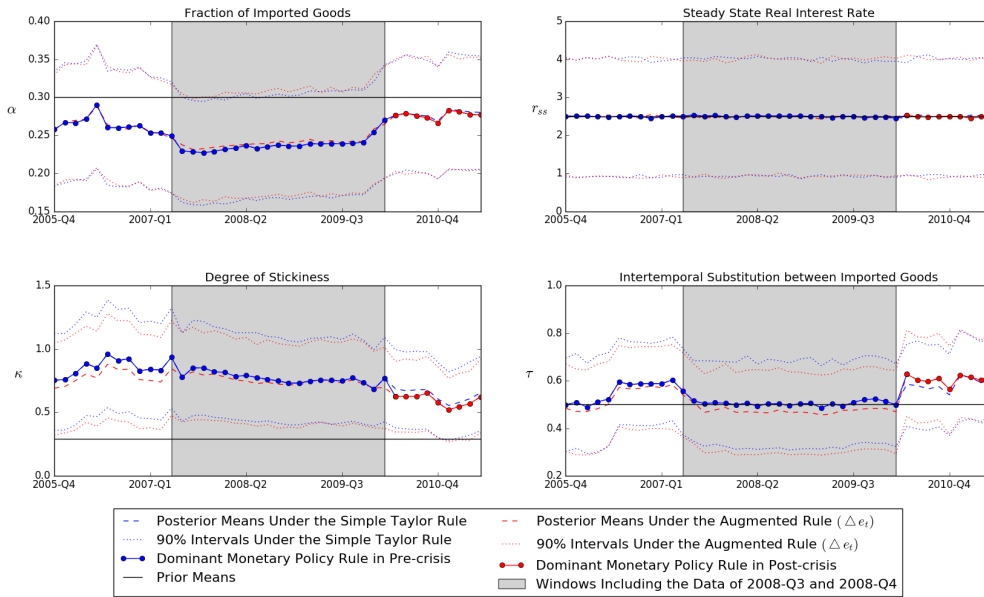 Fraction of Imported Goods
0.40
0.35
0.30
α
0.25
0.20
0.15
2005-Q4 2007-Q1 2008-Q2 2009-Q3 2010-Q4
Steady State Real Interest Rate
5
4
3
r_ss
2
1
0
2005-Q4 2007-Q1 2008-Q2 2009-Q3 2010-Q4
Degree of Stickiness
1.5
1.0
κ
0.5
0.0
2005-Q4 2007-Q1 2008-Q2 2009-Q3 2010-Q4
Intertemporal Substitution between Imported Goods
1.0
0.8
τ
0.6
0.4
0.2
2005-Q4 2007-Q1 2008-Q2 2009-Q3 2010-Q4
Posterior Means Under the Simple Taylor Rule
90% Intervals Under the Simple Taylor Rule
Dominant Monetary Policy Rule in Pre-crisis
Prior Means
Posterior Means Under the Augmented Rule (△e_t)
90% Intervals Under the Augmented Rule (△e_t)
Dominant Monetary Policy Rule in Post-crisis
Windows Including the Data of 2008-Q3 and 2008-Q4